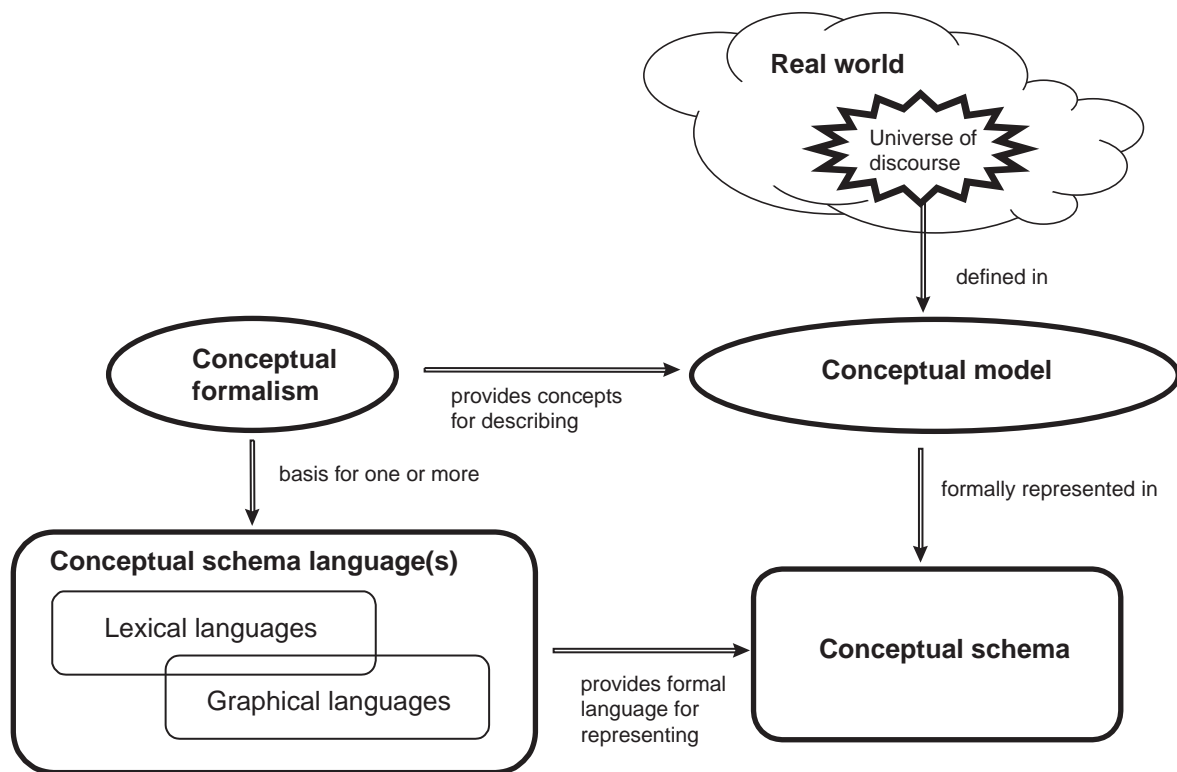 Real world
Universe of
discourse
defined in
Conceptual
formalism
provides concepts
for describing
Conceptual model
basis for one or more
formally represented in
Conceptual schema language(s)
Lexical languages
Graphical languages
provides formal
language for
representing
Conceptual schema